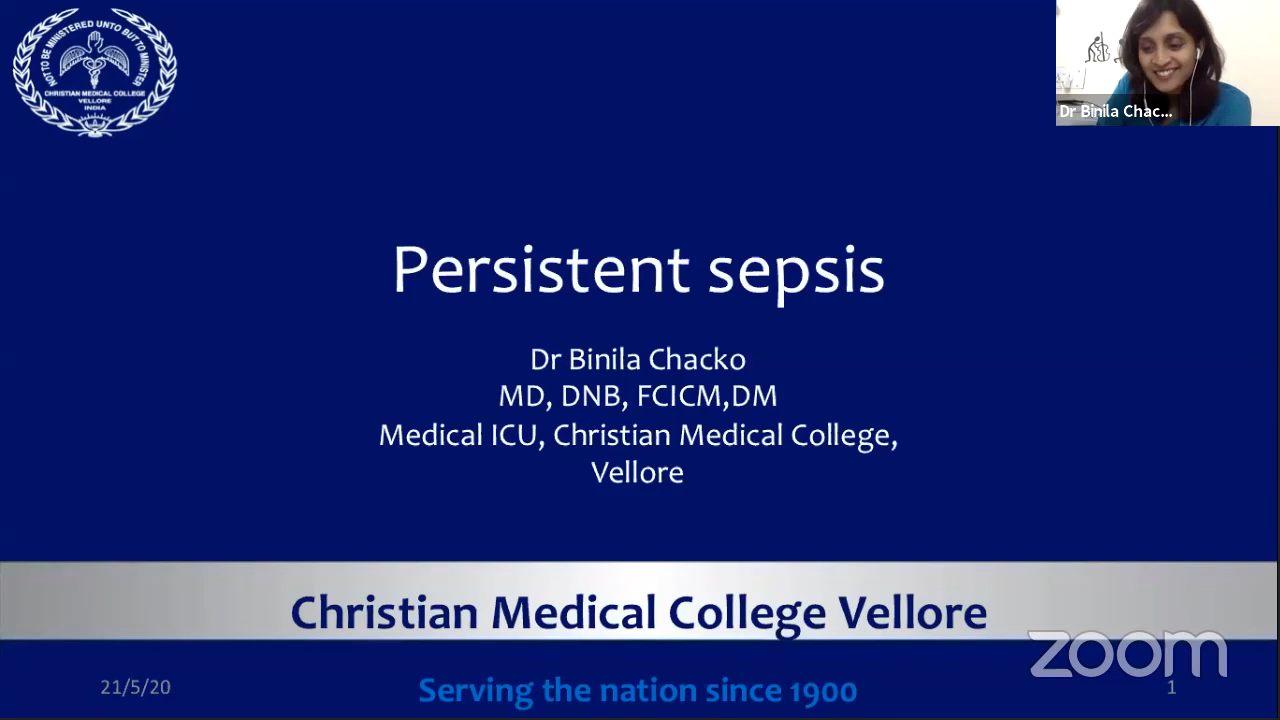 NOT TO BE MINISTERED UNTO BUT TO MINISTER
CHRISTIAN MEDICAL COLLEGE
VELLORE
INDIA
Dr Binila Chac...
Persistent sepsis
Dr Binila Chacko
MD, DNB, FCICM,DM
Medical ICU, Christian Medical College,
Vellore
Christian Medical College Vellore
zoom
21/5/20
Serving the nation since 1900
1